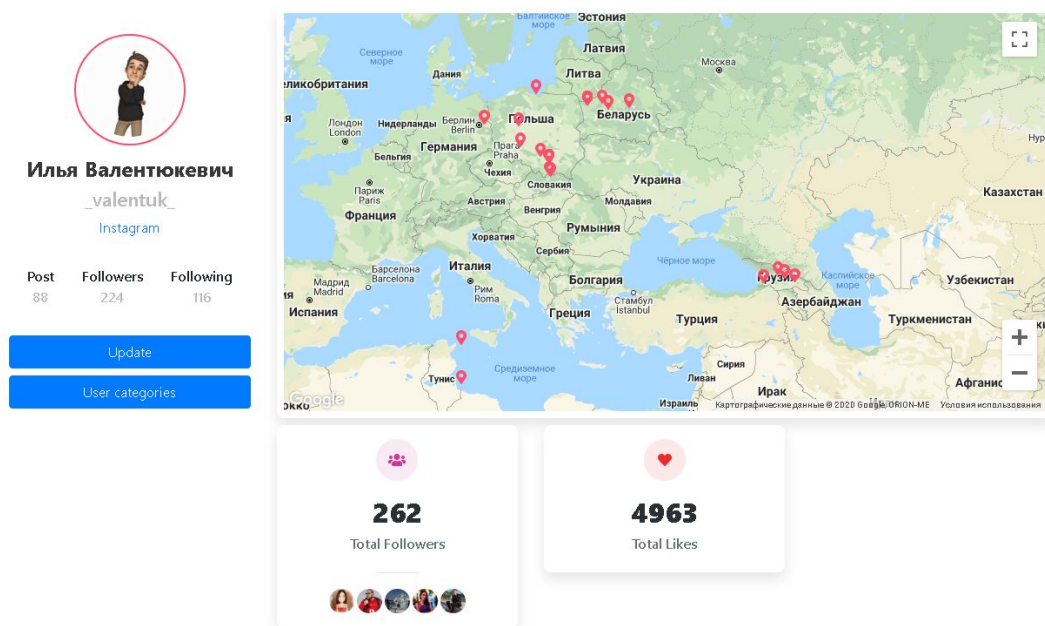 Илья Валентюкевич
_valentuk_
Instagram
Post Followers Following
88 224 116
Update
User categories
Балтийское море
Эстония
Латвия
Москва
Северное море
Дания
Литва
еликобритания
Беларусь
Лондон
London
Нидерланды
Берлин
Berlin
Польша
Германия
Прага
Praha
Бельгия
Чехия
Украина
Словакия
Казахстан
Париж
Paris
Австрия
Венгрия
Молдавия
Франция
Румыния
Хорватия
Сербия
Чёрное море
Италия
Барселона
Barcelona
Каспийское море
Мадрид
Madrid
Рим
Roma
Болгария
Грузия
Узбекистан
Испания
Стамбул
İstanbul
Азербайджан
Греция
Турция
Туркменистан
Сирия
Средиземное море
Тунис
Ливан
Афганис
Ирак
Израиль
окко
Google
Картографические данные © 2020 Google, ORION-ME Условия использования
262
Total Followers
4963
Total Likes